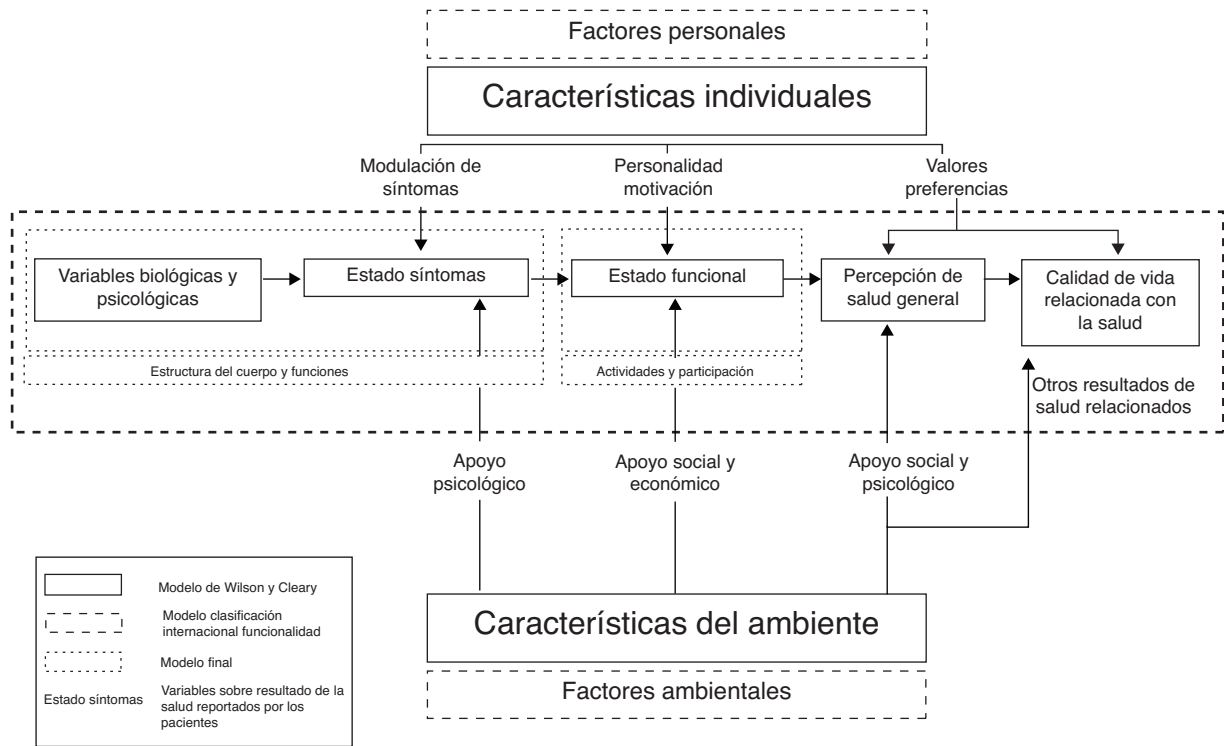 Factores personales
Características individuales
Modulación de
síntomas
Personalidad
motivación
Valores
preferencias
Variables biológicas y
psicológicas
Estado síntomas
Estado funcional
Percepción de
salud general
Calidad de vida
relacionada con
la salud
Estructura del cuerpo y funciones
Actividades y participación
Otros resultados de
salud relacionados
Apoyo
psicológico
Apoyo social y
económico
Apoyo social y
psicológico
Modelo de Wilson y Cleary
Modelo clasificación
internacional funcionalidad
Modelo final
Estado síntomas
Variables sobre resultado de la
salud reportados por los
pacientes
Características del ambiente
Factores ambientales